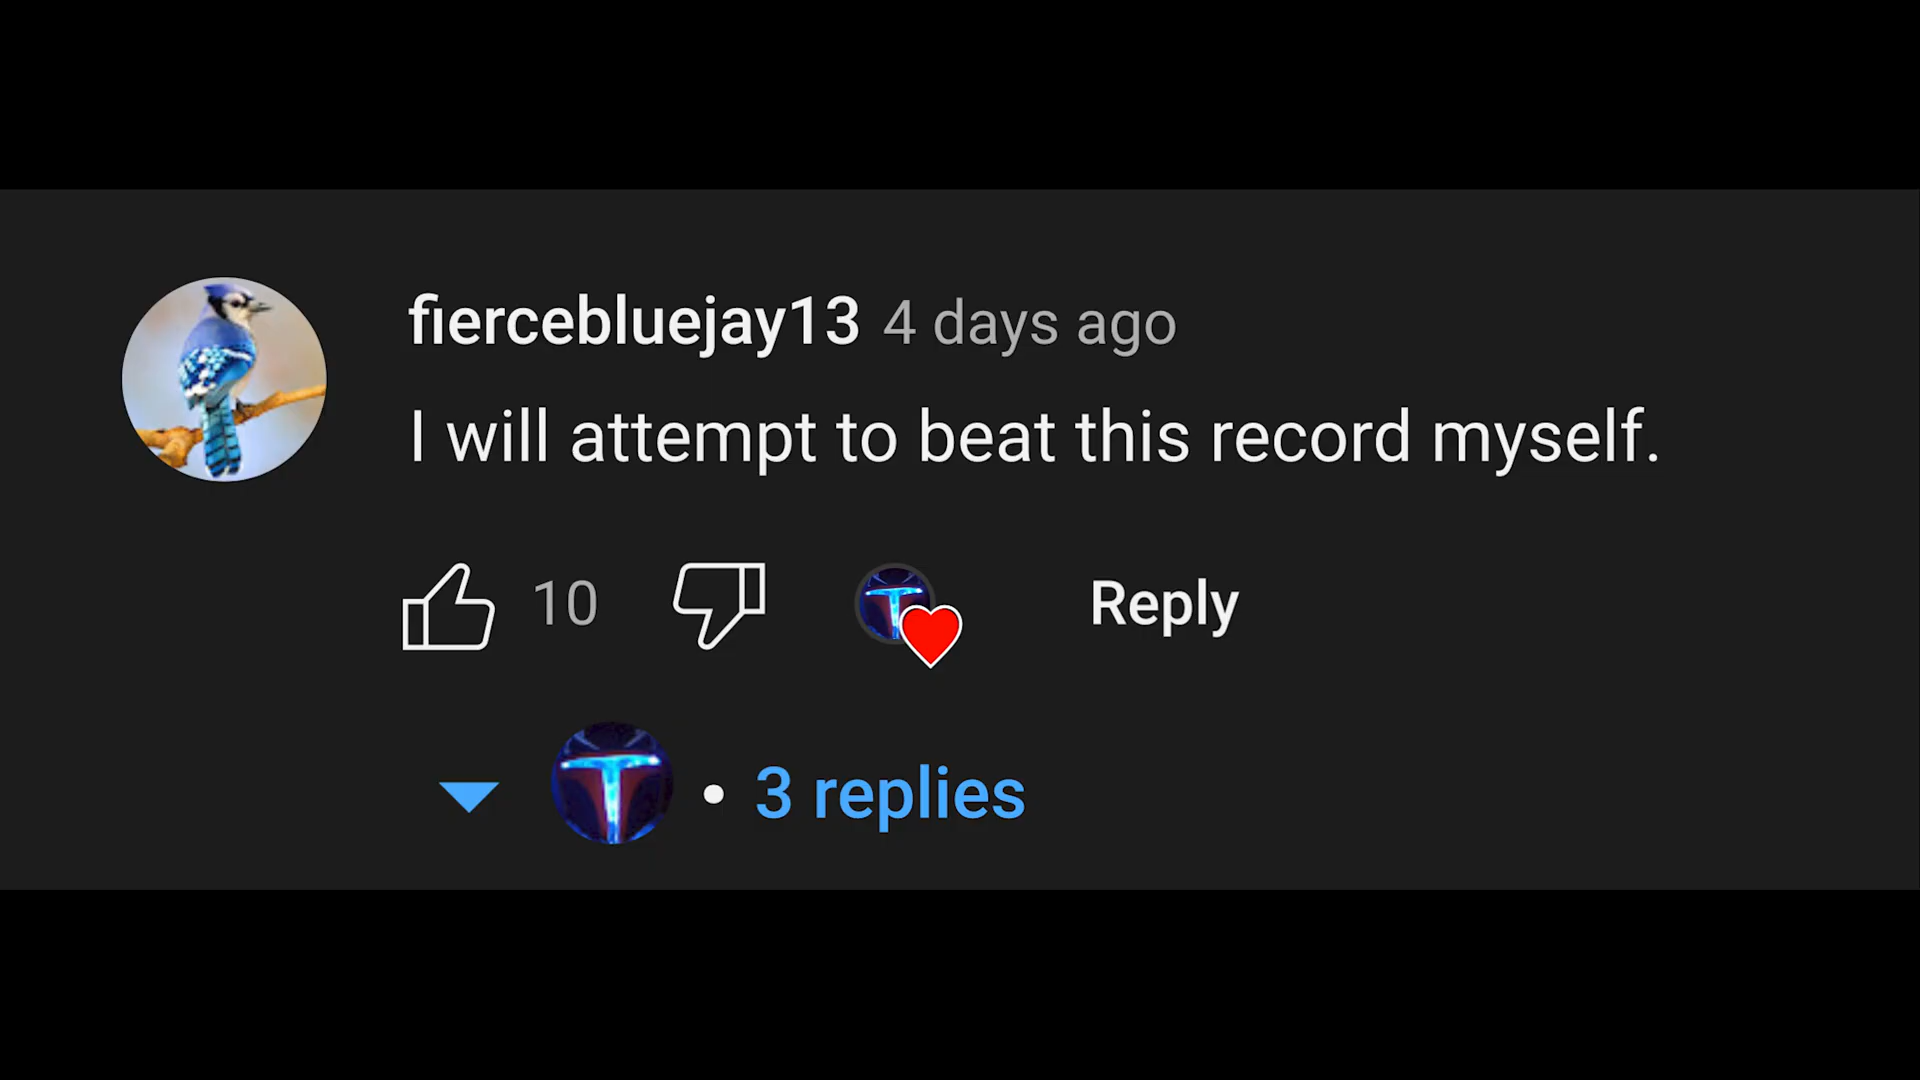 fiercebluejay13 4 days ago
I will attempt to beat this record myself.
10 Reply
• 3 replies